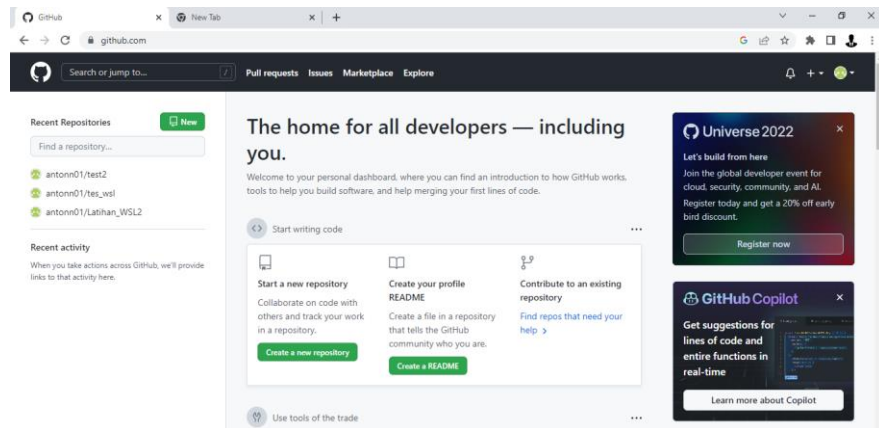 GitHub
New Tab
github.com
Search or jump to...
/
Pull requests Issues Marketplace Explore
Recent Repositories
New
Find a repository...
antonn01/test2
antonn01/tes_wsl
antonn01/Latihan_WSL2
Recent activity
When you take actions across GitHub, we'll provide
links to that activity here.
The home for all developers — including
you.
Welcome to your personal dashboard, where you can find an introduction to how GitHub works,
tools to help you build software, and help merging your first lines of code.
Start writing code
Start a new repository
Collaborate on code with
others and track your work
in a repository.
Create a new repository
Create your profile
README
Create a file in a repository
that tells the GitHub
community who you are.
Create a README
Contribute to an existing
repository
Find repos that need your
help
Use tools of the trade
Universe 2022
Let's build from here
Join the global developer event for
cloud, security, community, and AI.
Register today and get a 20% off early
bird discount.
Register now
GitHub Copilot
Get suggestions for
lines of code and
entire functions in
real-time
Learn more about Copilot